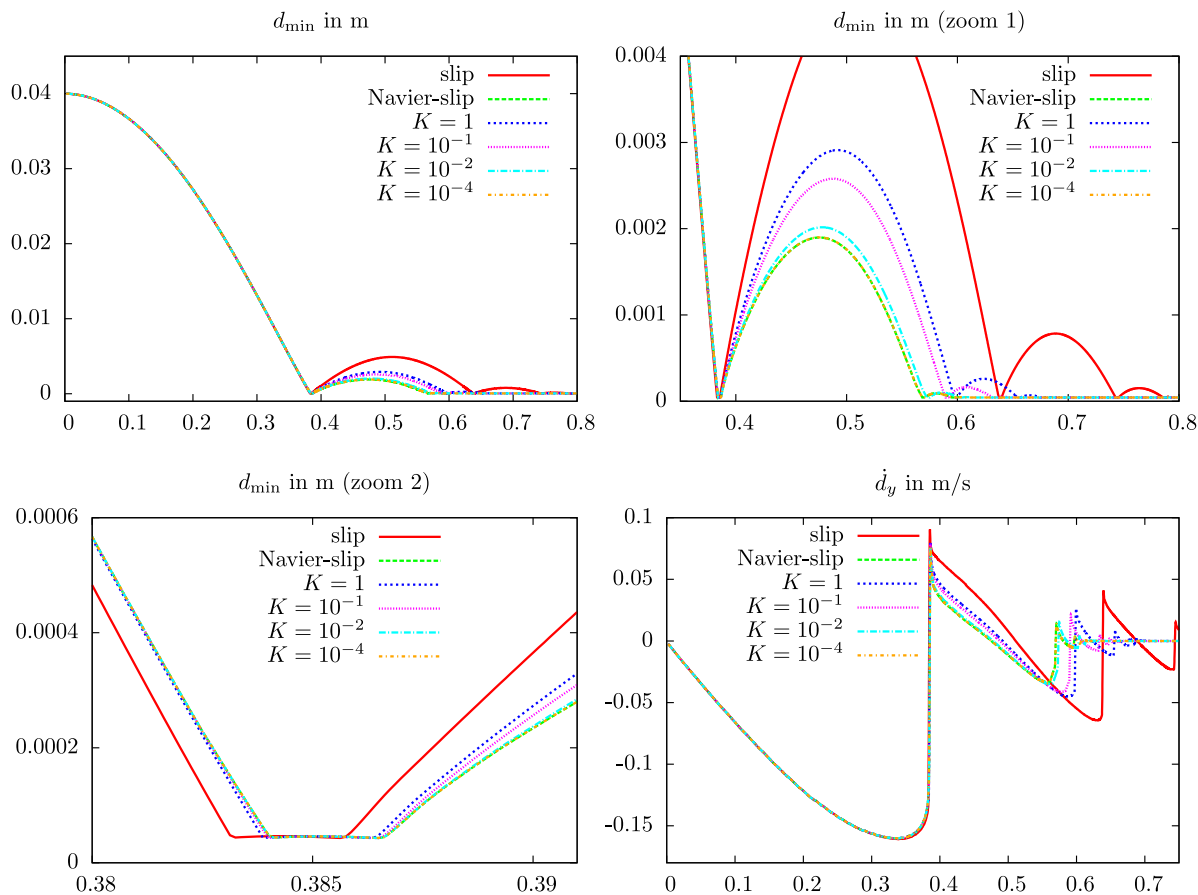 d_min in m
0.04
0.03
0.02
0.01
0
0 0.1 0.2 0.3 0.4 0.5 0.6 0.7 0.8
slip
Navier-slip
K = 1
K = 10⁻¹
K = 10⁻²
K = 10⁻⁴
d_min in m (zoom 1)
0.004
0.003
0.002
0.001
0
0.4 0.5 0.6 0.7 0.8
slip
Navier-slip
K = 1
K = 10⁻¹
K = 10⁻²
K = 10⁻⁴
d_min in m (zoom 2)
0.0006
0.0004
0.0002
0
0.38 0.385 0.39
slip
Navier-slip
K = 1
K = 10⁻¹
K = 10⁻²
K = 10⁻⁴
ḋ_y in m/s
0.1
0.05
0
-0.05
-0.1
-0.15
0 0.1 0.2 0.3 0.4 0.5 0.6 0.7
slip
Navier-slip
K = 1
K = 10⁻¹
K = 10⁻²
K = 10⁻⁴